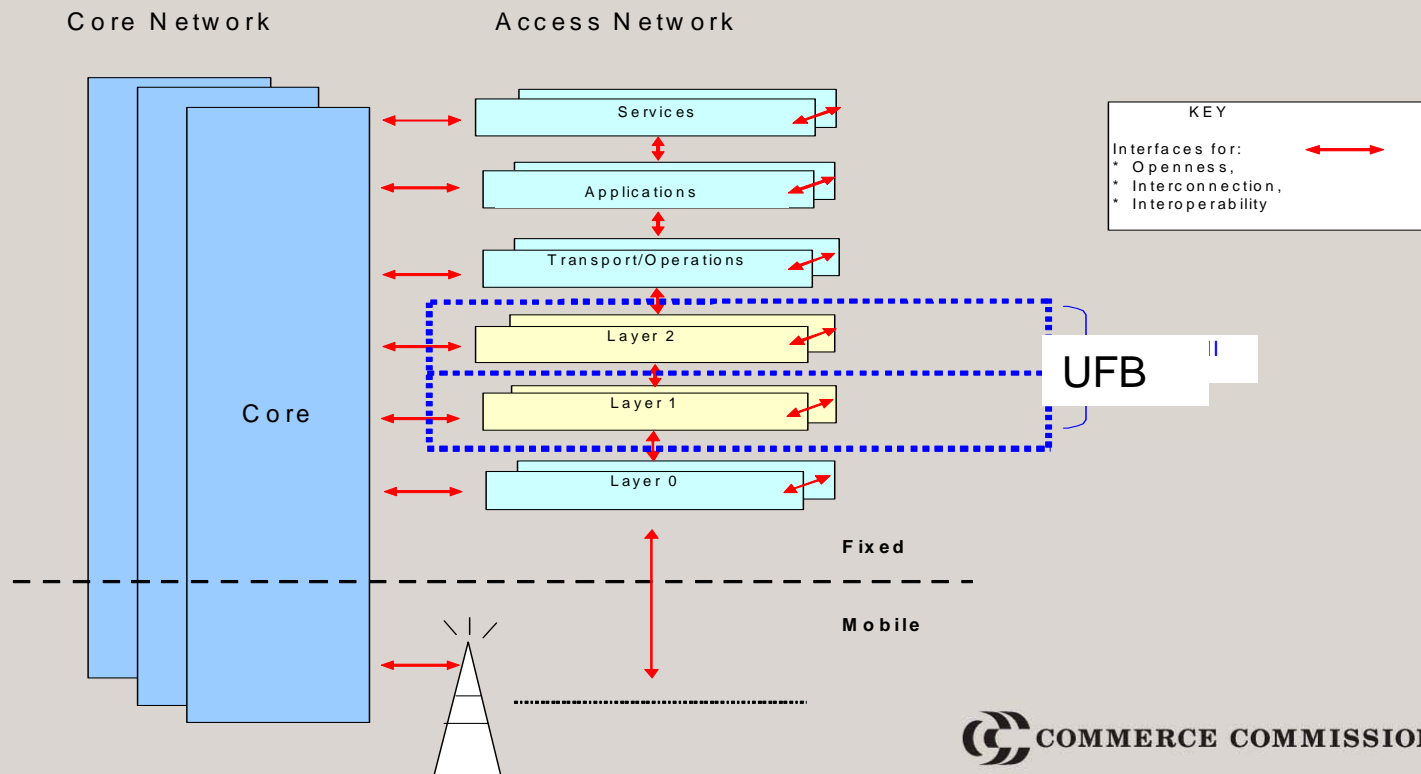 Core Network
Access Network
Services
KEY
Interfaces for:
* Openness,
* Interconnection,
* Interoperability
Applications
Transport/Operations
Layer 2
UFB
Layer 1
Core
Layer 0
Fixed
Mobile
COMMERCE COMMISSION